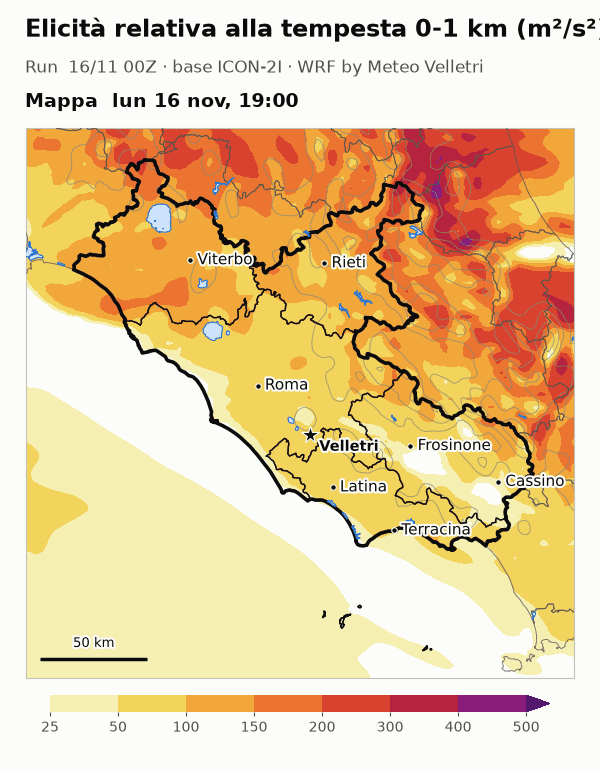 Elicità relativa alla tempesta 0-1 km (m²/s²)
Run 16/11 00Z · base ICON-2I · WRF by Meteo Velletri
Mappa lun 16 nov, 19:00
Viterbo
Rieti
Roma
Velletri
Frosinone
Cassino
Latina
Terracina
50 km
25 50 100 150 200 300 400 500